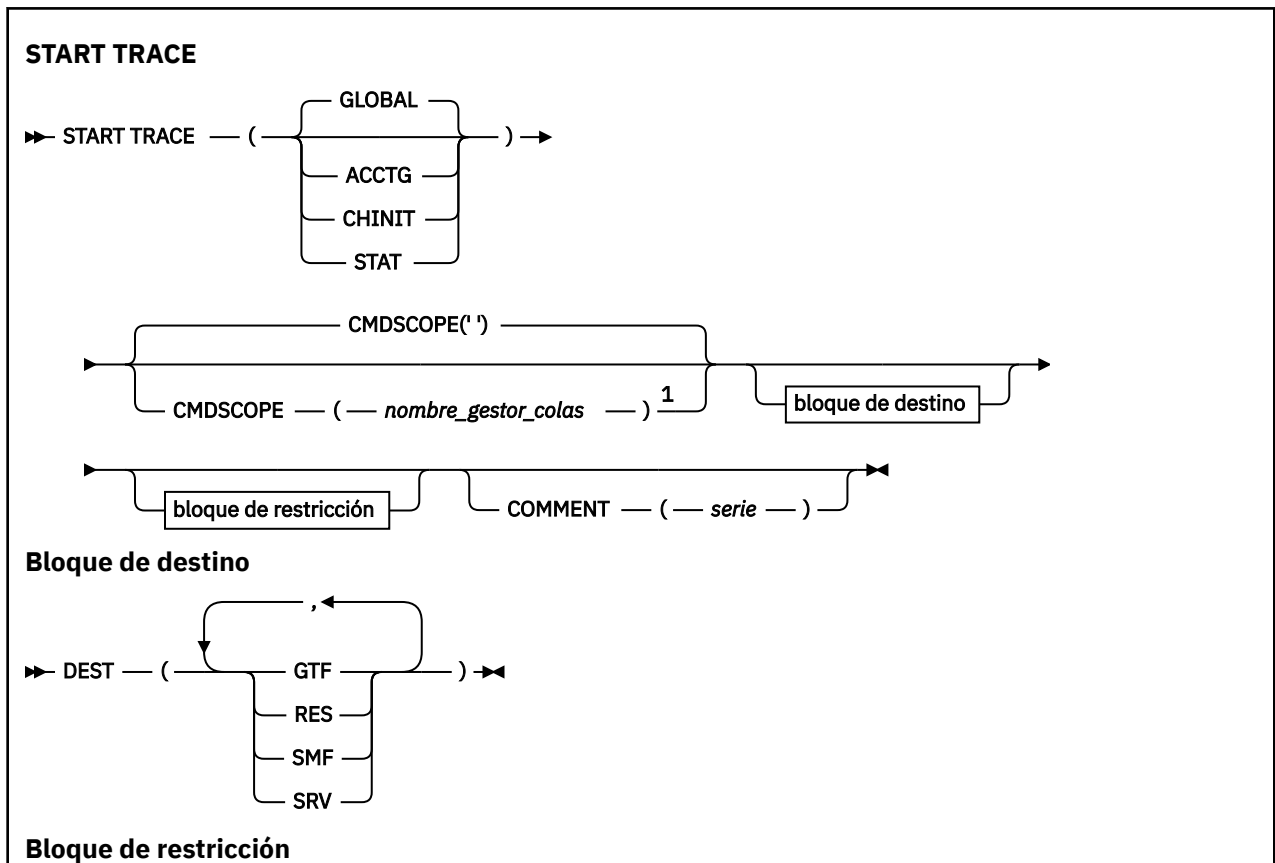 START TRACE
GLOBAL
START TRACE ( )
ACCTG
CHINIT
STAT
CMDSCOPE(' ')
CMDSCOPE ( nombre_gestor_colas ) 1
bloque de destino
bloque de restricción
COMMENT ( serie )
Bloque de destino
,
DEST ( GTF )
RES
SMF
SRV
Bloque de restricción